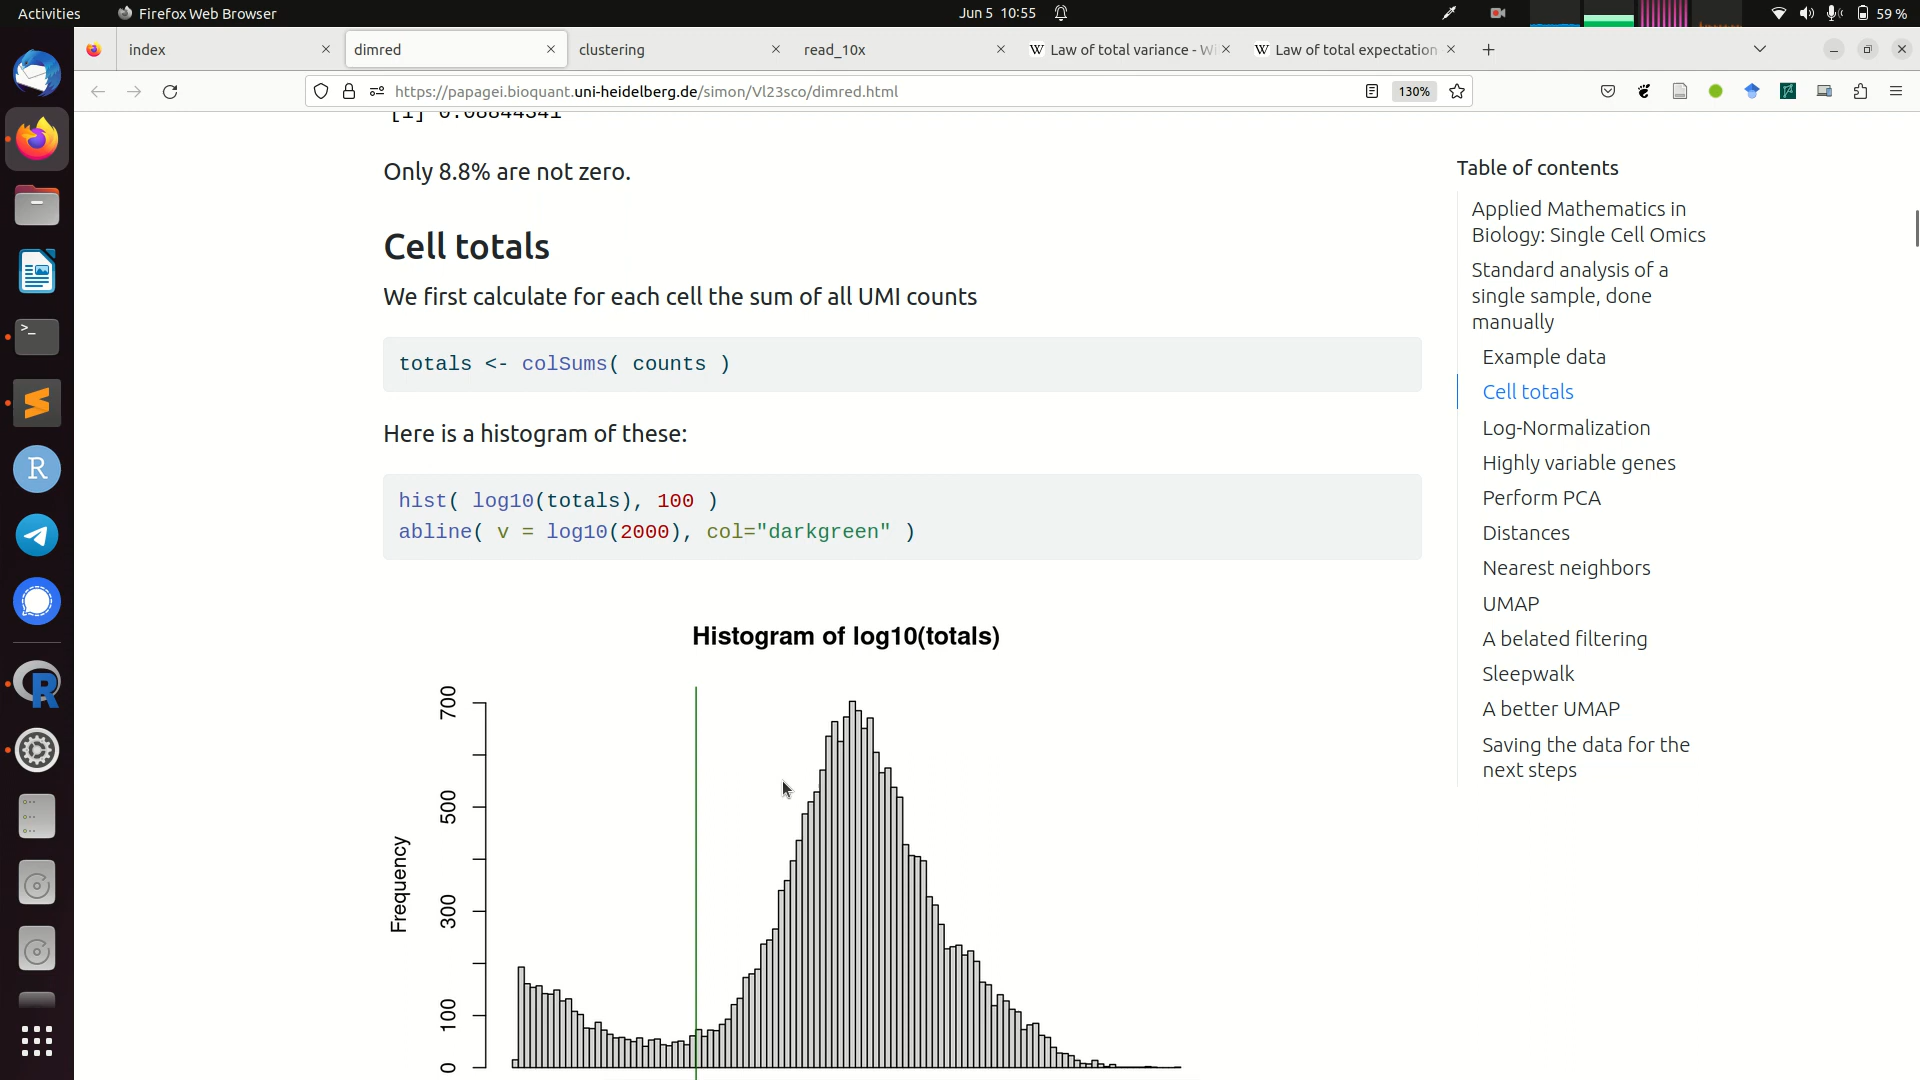 Activities
Firefox Web Browser
Jun 5 10:55
59 %
index
dimred
clustering
read_10x
Law of total variance - Wi
Law of total expectation
https://papagei.bioquant.uni-heidelberg.de/simon/Vl23sco/dimred.html
130%
[1] 0.08844341
Only 8.8% are not zero.
Cell totals
We first calculate for each cell the sum of all UMI counts
totals <- colSums( counts )
Here is a histogram of these:
hist( log10(totals), 100 )
abline( v = log10(2000), col="darkgreen" )
Histogram of log10(totals)
Frequency
700
500
300
100
0
Table of contents
Applied Mathematics in
Biology: Single Cell Omics
Standard analysis of a
single sample, done
manually
Example data
Cell totals
Log-Normalization
Highly variable genes
Perform PCA
Distances
Nearest neighbors
UMAP
A belated filtering
Sleepwalk
A better UMAP
Saving the data for the
next steps